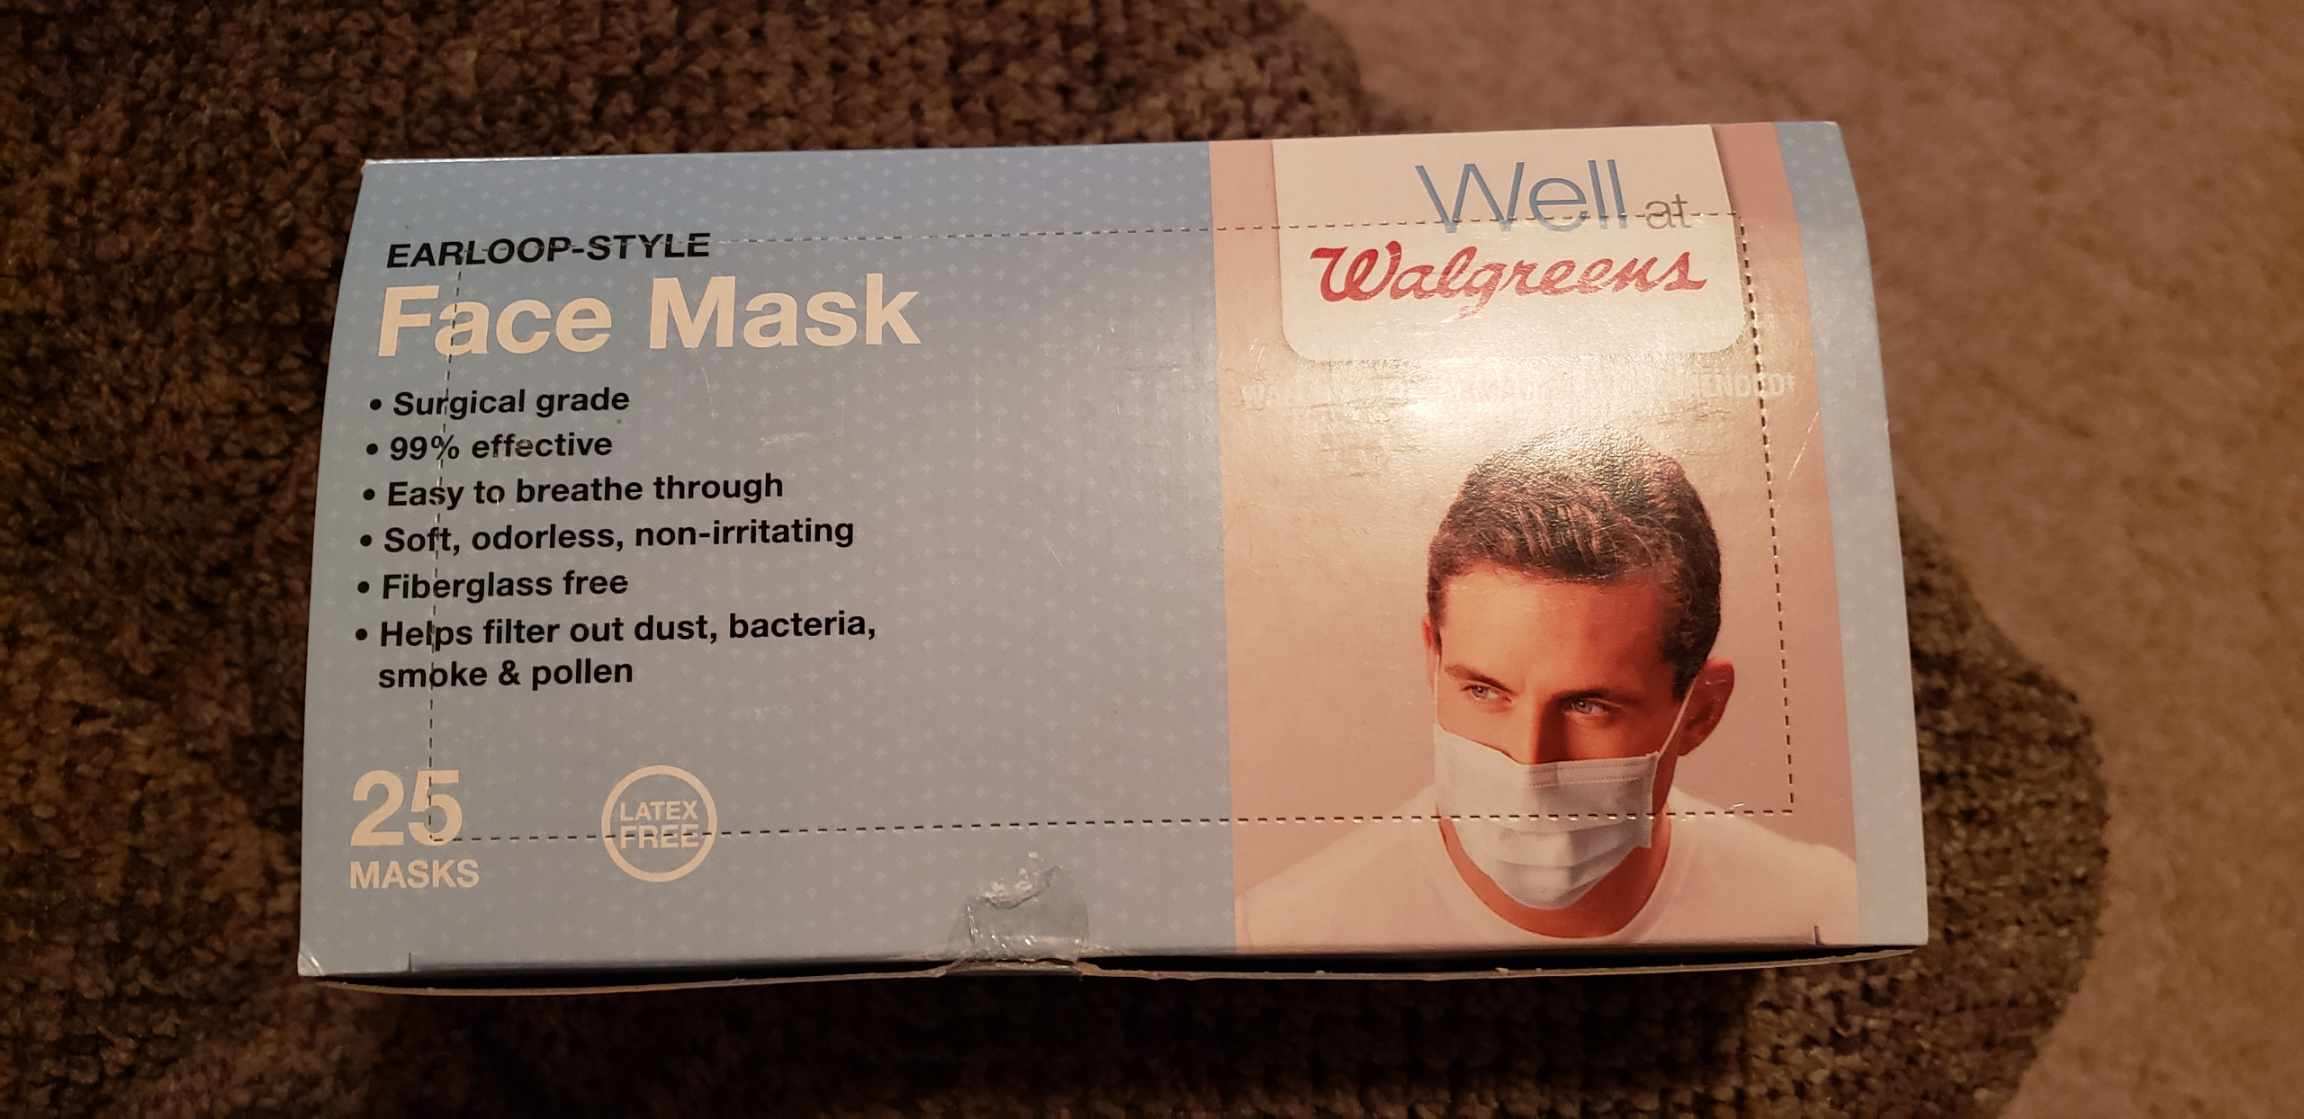 EARLOOP-STYLE
Face Mask
• Surgical grade
• 99% effective
• Easy to breathe through
• Soft, odorless, non-irritating
• Fiberglass free
• Helps filter out dust, bacteria,
smoke & pollen
25
MASKS
LATEX
FREE
Well at
Walgreens